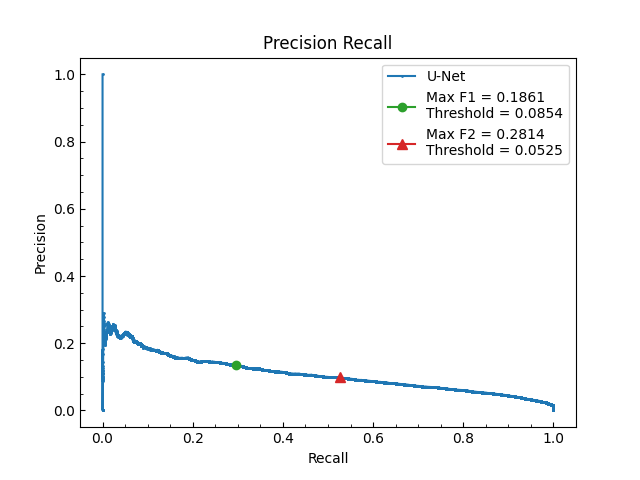 Precision Recall
U-Net
Max F1 = 0.1861
Threshold = 0.0854
Max F2 = 0.2814
Threshold = 0.0525
Precision
1.0
0.8
0.6
0.4
0.2
0.0
0.0 0.2 0.4 0.6 0.8 1.0
Recall